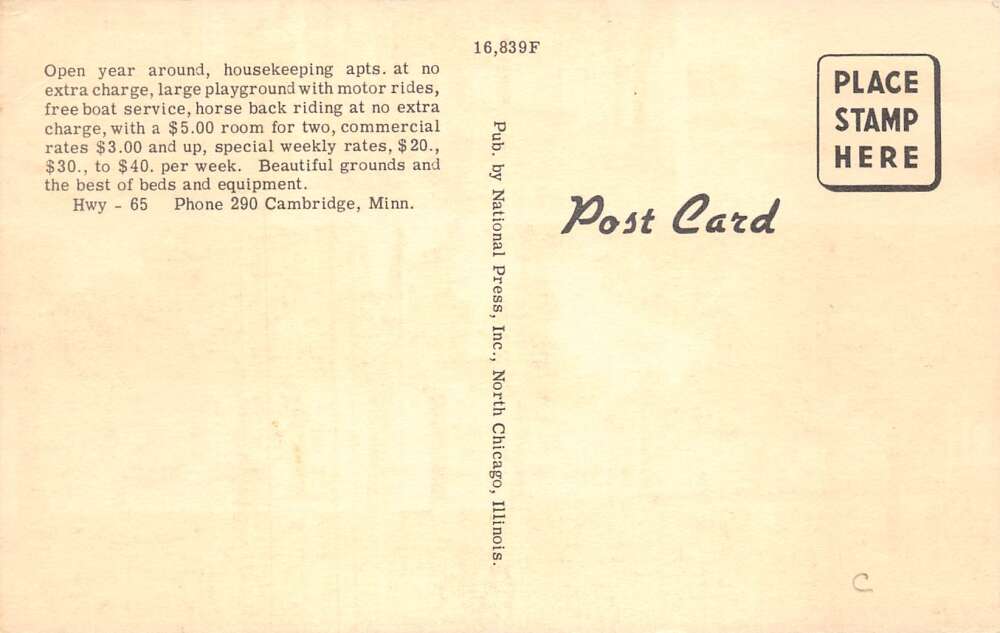 16,839F
Open year around, housekeeping apts. at no
extra charge, large playground with motor rides,
free boat service, horse back riding at no extra
charge, with a $5.00 room for two, commercial
rates $3.00 and up, special weekly rates, $20.,
$30., to $40. per week. Beautiful grounds and
the best of beds and equipment.
Hwy - 65 Phone 290 Cambridge, Minn.
Pub. by National Press, Inc., North Chicago, Illinois.
PLACE
STAMP
HERE
Post Card
C